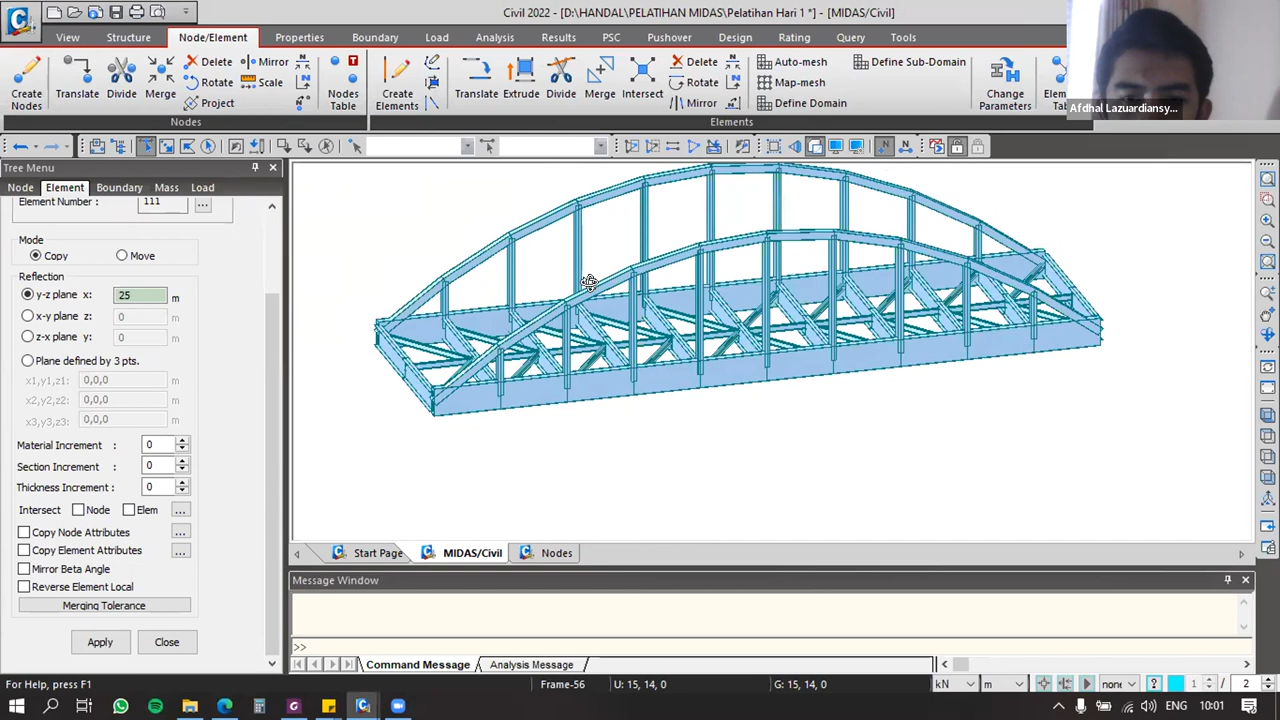 Civil 2022 - [D:\HANDAL\PELATIHAN MIDAS\Pelatihan Hari 1 *] - [MIDAS/Civil]
View Structure Node/Element Properties Boundary Load Analysis Results PSC Pushover Design Rating Query Tools
Delete Mirror Delete Auto-mesh Define Sub-Domain
Rotate Scale Rotate Map-mesh
Project Mirror Define Domain
Create Nodes Translate Divide Merge Nodes Table Create Elements Translate Extrude Divide Merge Intersect Change Parameters
Nodes Elements
Afdhal Lazuardiansy...
Tree Menu
Node Element Boundary Mass Load
Element Number : 111 ...
Mode
Copy Move
Reflection
y-z plane x: 25 m
x-y plane z: 0 m
z-x plane y: 0 m
Plane defined by 3 pts.
x1,y1,z1: 0,0,0 m
x2,y2,z2: 0,0,0 m
x3,y3,z3: 0,0,0 m
Material Increment : 0
Section Increment : 0
Thickness Increment : 0
Intersect Node Elem ...
Copy Node Attributes ...
Copy Element Attributes ...
Mirror Beta Angle
Reverse Element Local
Merging Tolerance
Apply Close
Start Page MIDAS/Civil Nodes
Message Window
>>
Command Message Analysis Message
For Help, press F1 Frame-56 U: 15, 14, 0 G: 15, 14, 0 kN m none 1 / 2
ENG 10:01